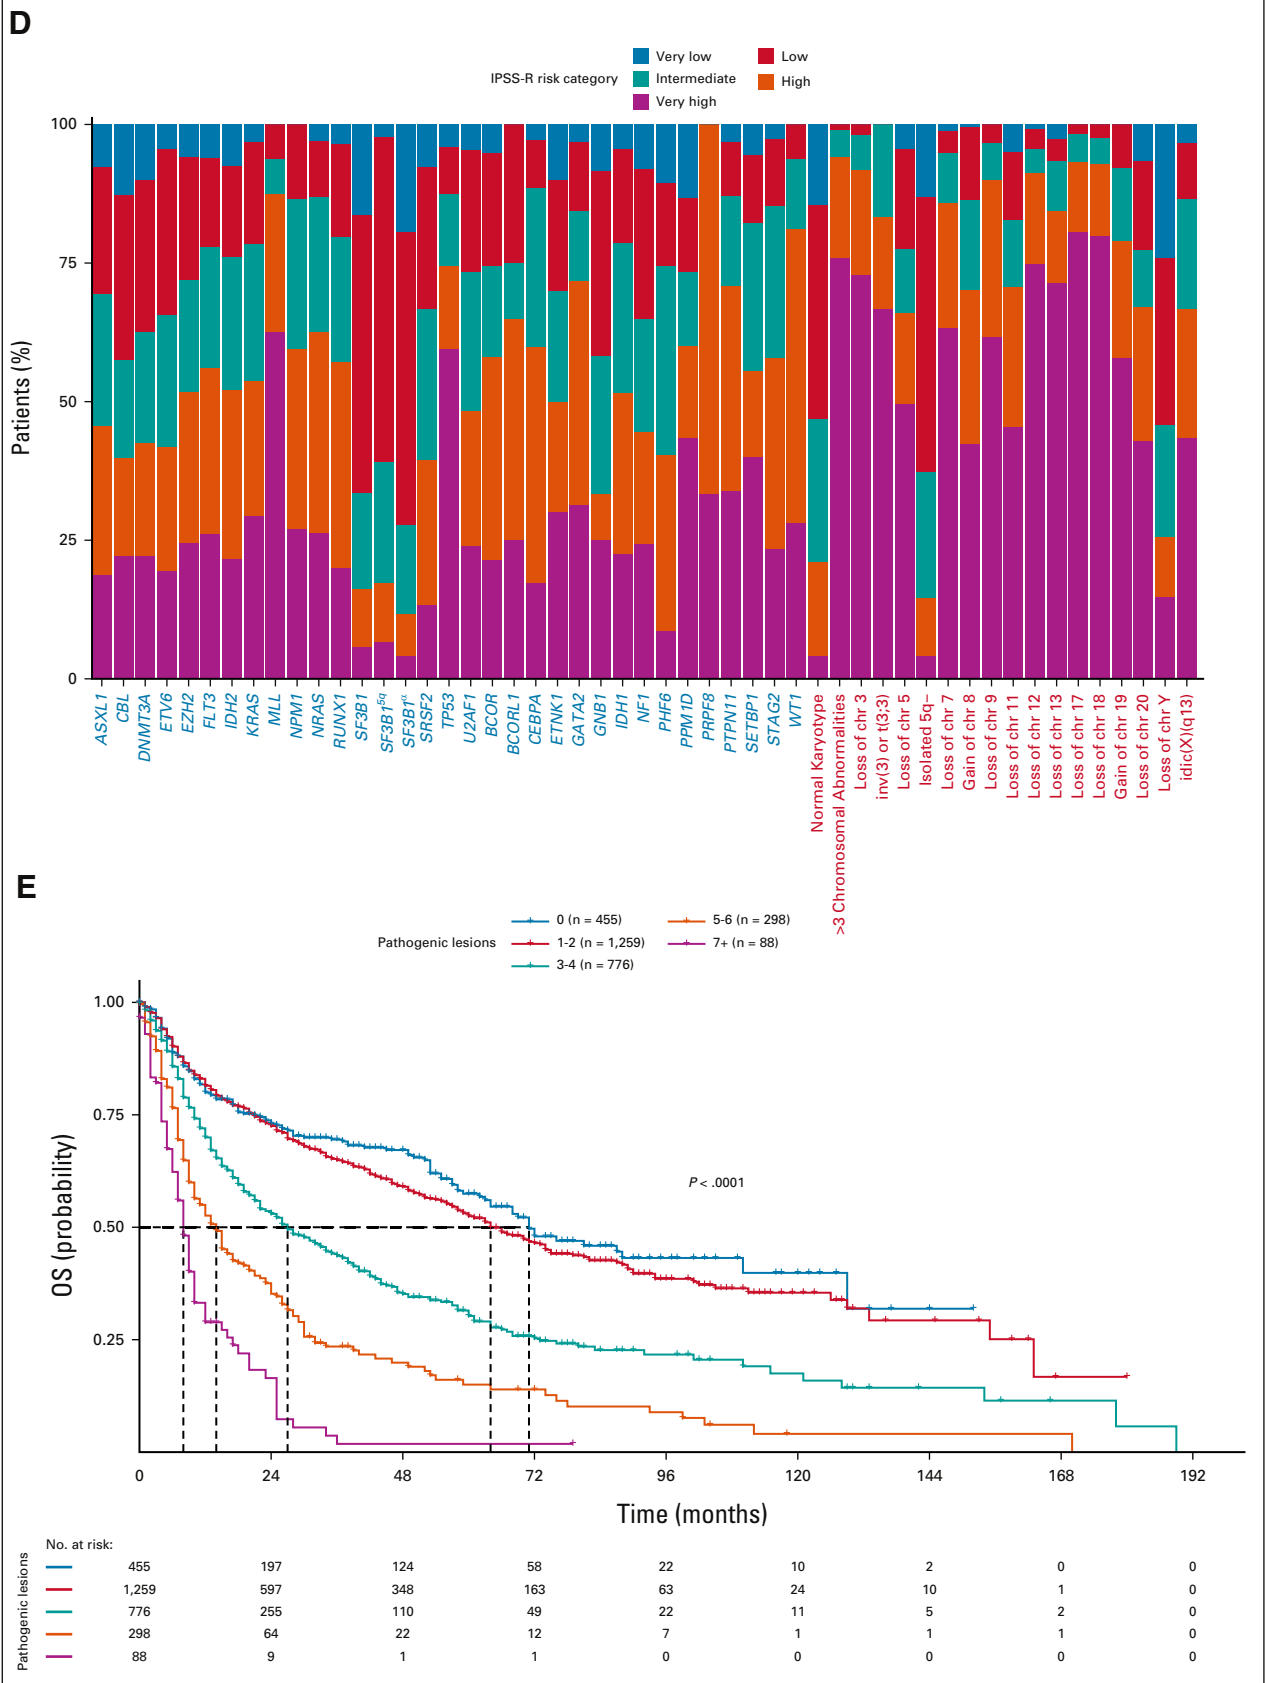 D
IPSS-R risk category
Very low
Low
Intermediate
High
Very high
Patients (%)
100
75
50
25
0
ASXL1
CBL
DNMT3A
ETV6
EZH2
FLT3
IDH2
KRAS
MLL
NPM1
NRAS
RUNX1
SF3B1
SF3B1⁵q
SF3B1α
SRSF2
TP53
U2AF1
BCOR
BCORL1
CEBPA
ETNK1
GATA2
GNB1
IDH1
NF1
PHF6
PPM1D
PRPF8
PTPN11
SETBP1
STAG2
WT1
Normal Karyotype
>3 Chromosomal Abnormalities
Loss of chr 3
inv(3) or t(3;3)
Loss of chr 5
Isolated 5q–
Loss of chr 7
Gain of chr 8
Loss of chr 9
Loss of chr 11
Loss of chr 12
Loss of chr 13
Loss of chr 17
Loss of chr 18
Gain of chr 19
Loss of chr 20
Loss of chr Y
idic(X)(q13)
E
Pathogenic lesions
0 (n = 455)
5-6 (n = 298)
1-2 (n = 1,259)
7+ (n = 88)
3-4 (n = 776)
OS (probability)
1.00
0.75
0.50
0.25
P < .0001
0 24 48 72 96 120 144 168 192
Time (months)
No. at risk:
Pathogenic lesions
455 197 124 58 22 10 2 0 0
1,259 597 348 163 63 24 10 1 0
776 255 110 49 22 11 5 2 0
298 64 22 12 7 1 1 1 0
88 9 1 1 0 0 0 0 0